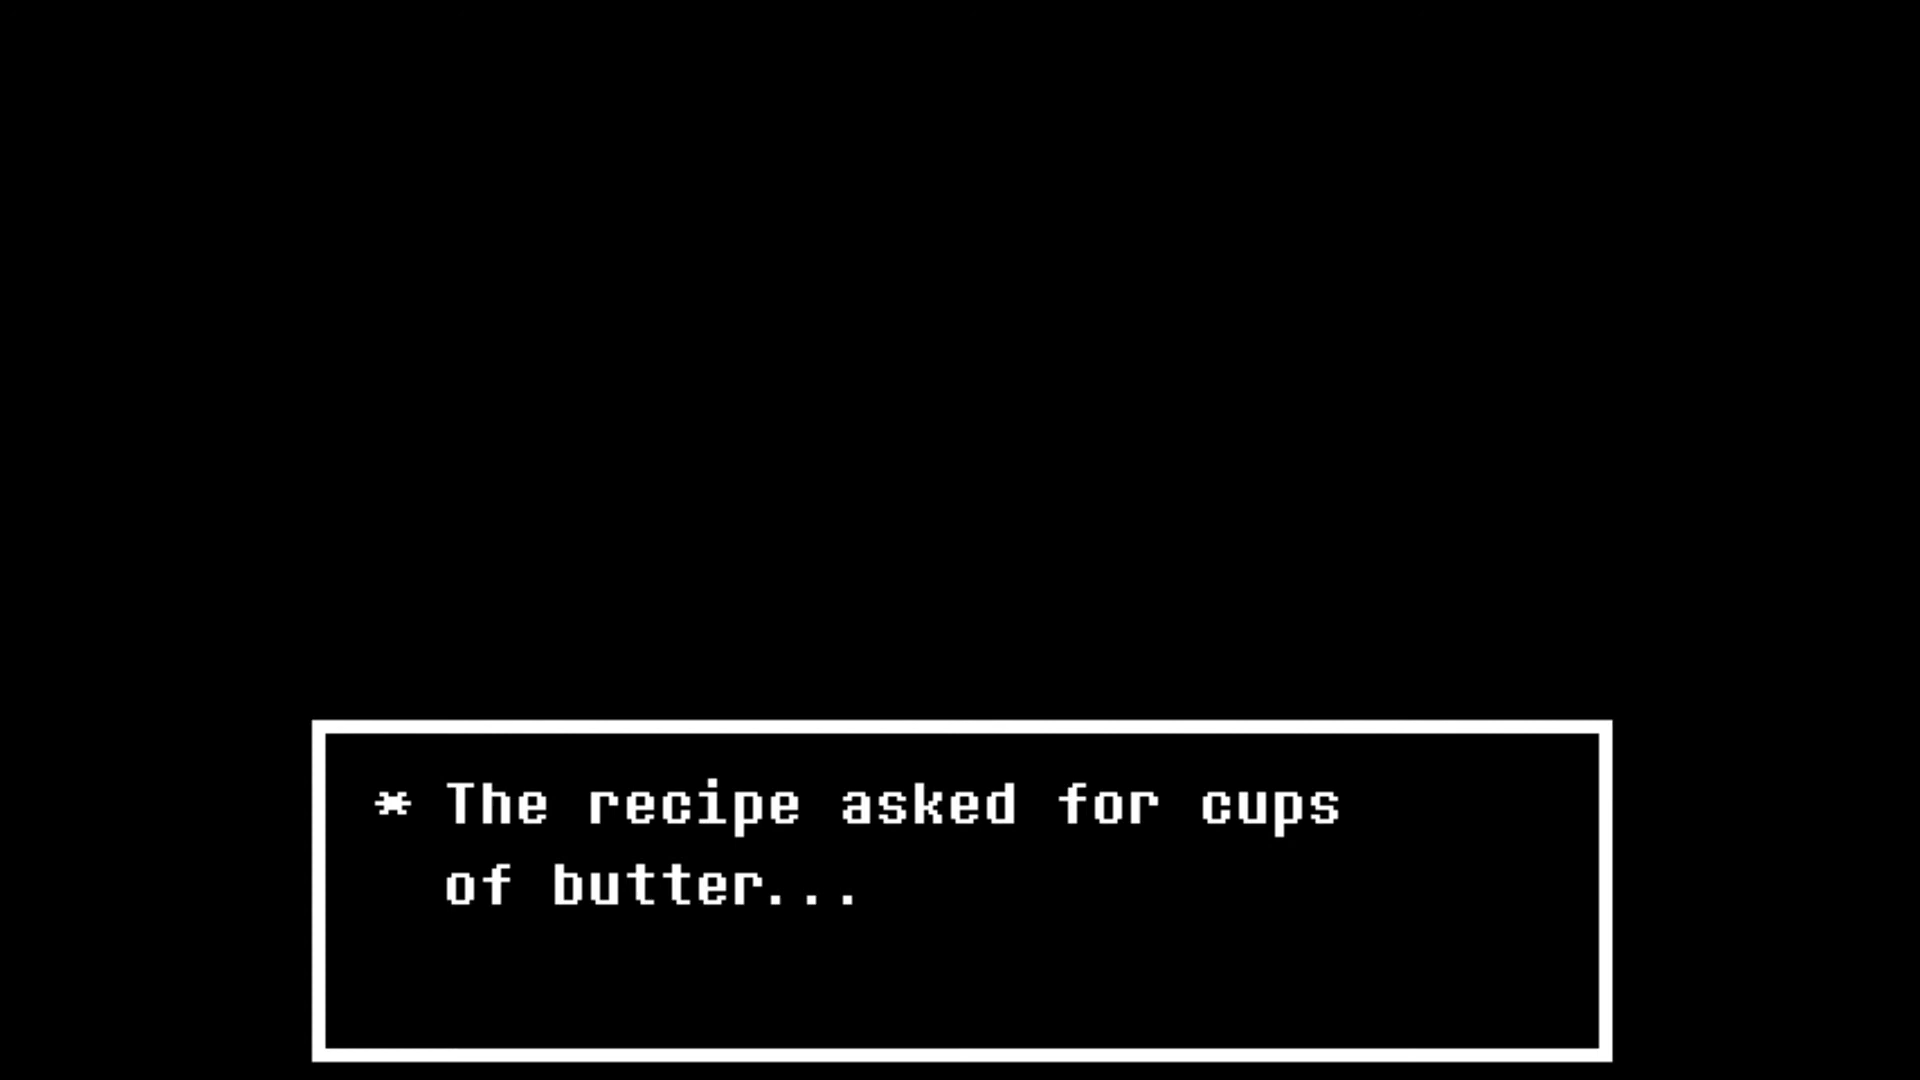 * The recipe asked for cups
of butter...